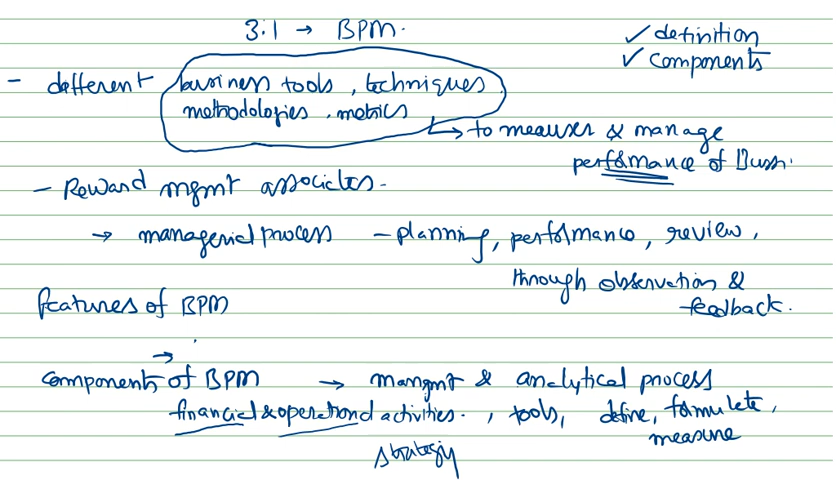 3.1 → BPM.
✓ definition
✓ components
- different business tools, techniques,
methodologies, metrics
→ to measures & manage
performance of Busn.
- Reward mgmt associates.
→ managerial process - planning, performance, review,
through observation &
feedback.
features of BPM
→
components of BPM → mangmt & analytical process
financial & operational activities. , tools, define, formulate,
measure
strategy